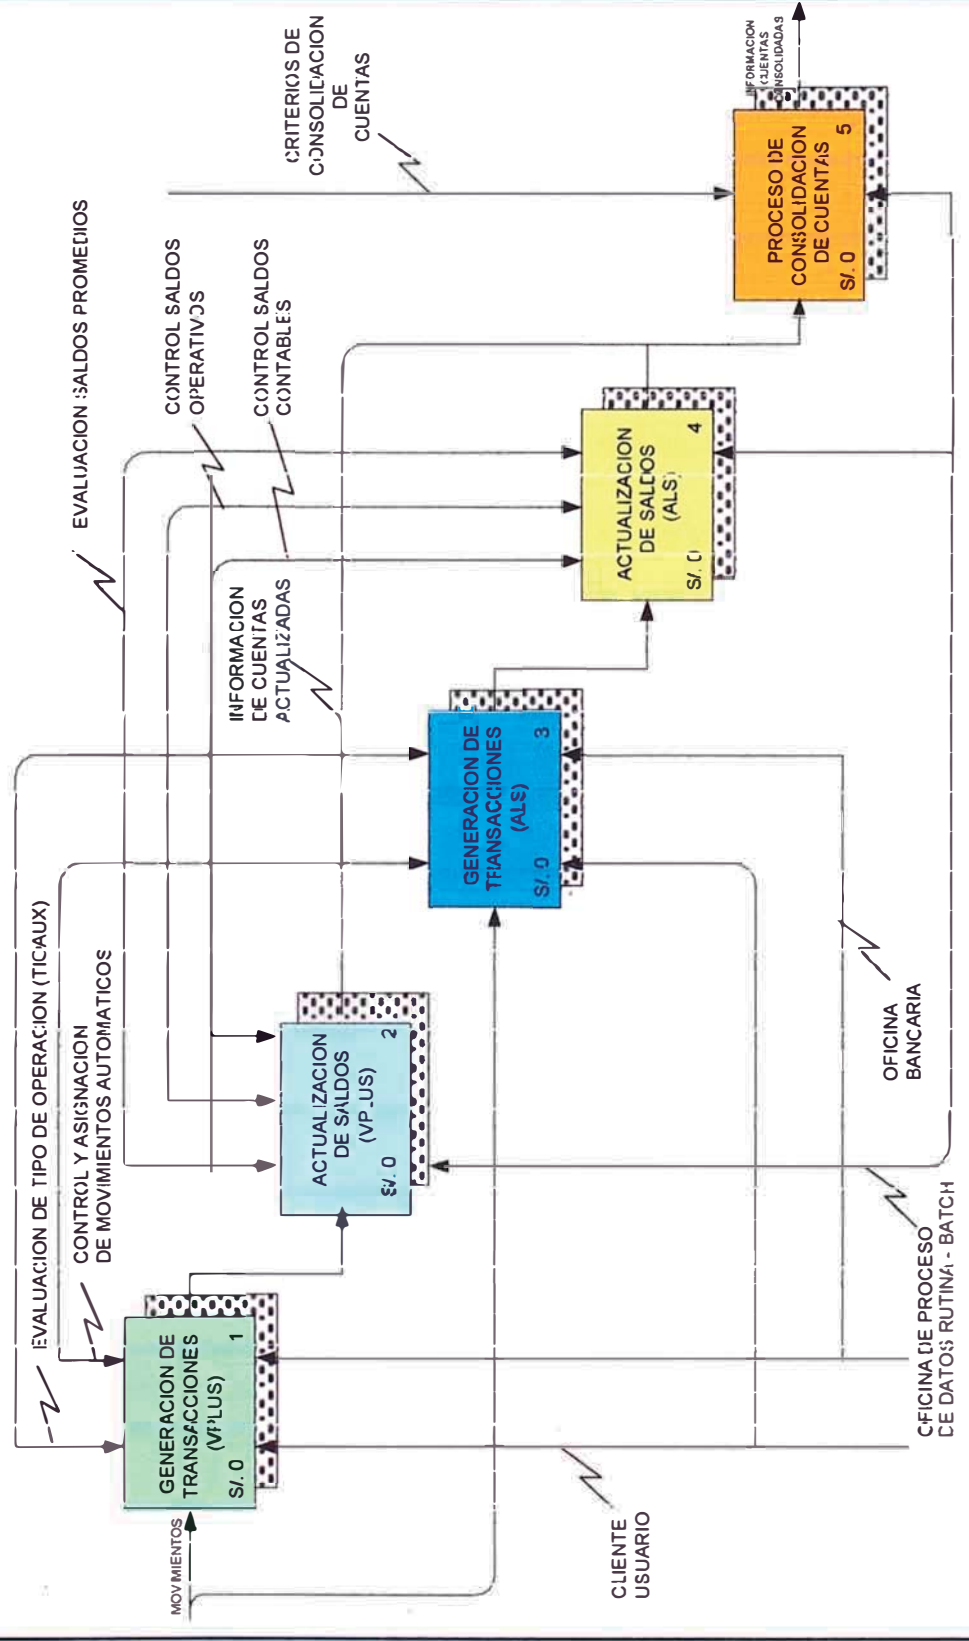 EVALUACION DE TIPO DE OPERACION (TIOAUX)
CONTROL Y ASIGNACION
DE MOVIMIENTOS AUTOMATICOS
EVALUACION SALDOS PROMEDIOS
CONTROL SALDOS
OPERATIVOS
CONTROL SALDOS
CONTABLES
INFORMACION
DE CUENTAS
ACTUALIZADAS
CRITERIOS DE
CONSOLIDACION
DE
CUENTAS
MOVIMIENTOS
GENERACION DE
TRANSACCIONES
(VPLUS)
S/. 0 1
ACTUALIZACION
DE SALDOS
(VPLUS)
S/. 0 2
GENERACION DE
TRANSACCIONES
(ALS)
S/. 0 3
ACTUALIZACION
DE SALDOS
(ALS)
S/. 0 4
PROCESO DE
CONSOLIDACION
DE CUENTAS
S/. 0 5
INFORMACION
CUENTAS
CONSOLIDADAS
CLIENTE
USUARIO
OFICINA DE PROCESO
DE DATOS RUTINA - BATCH
OFICINA
BANCARIA